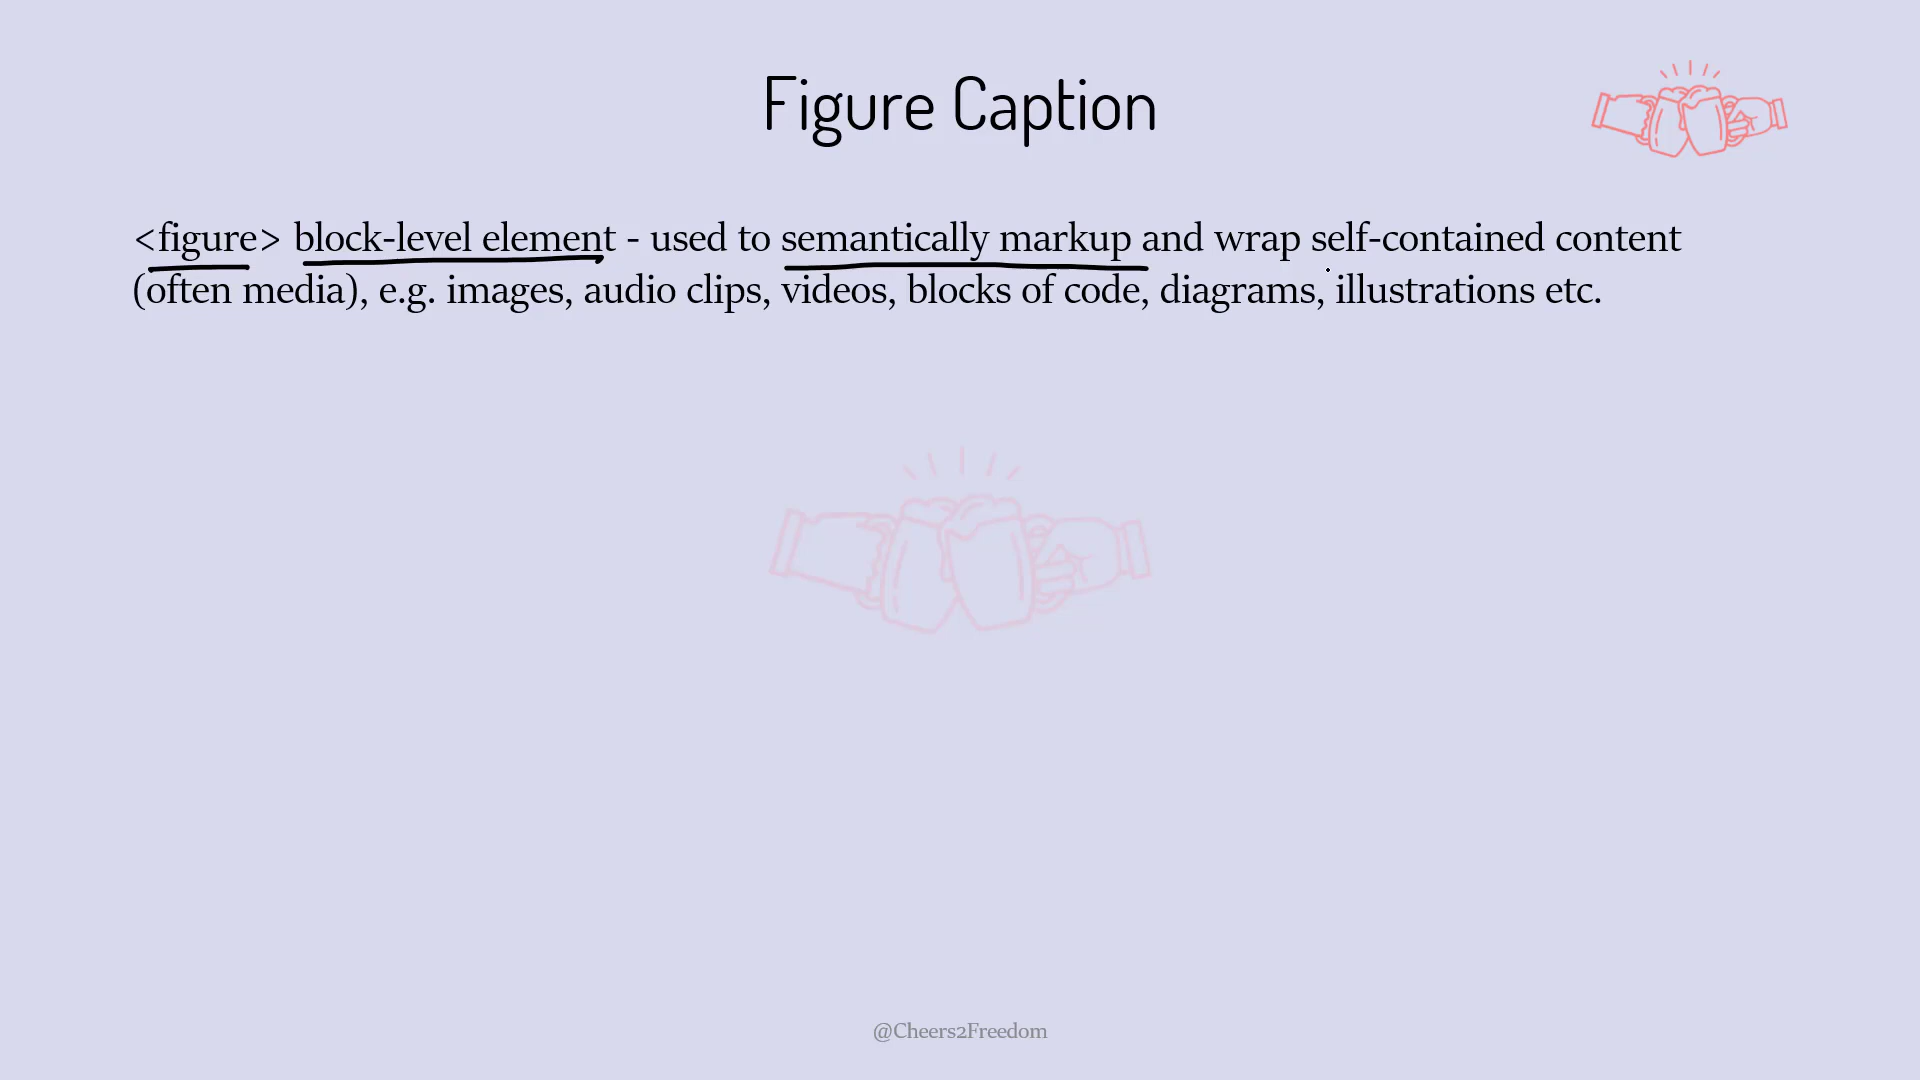 Figure Caption
<figure> block-level element - used to semantically markup and wrap self-contained content
(often media), e.g. images, audio clips, videos, blocks of code, diagrams, illustrations etc.
@Cheers2Freedom